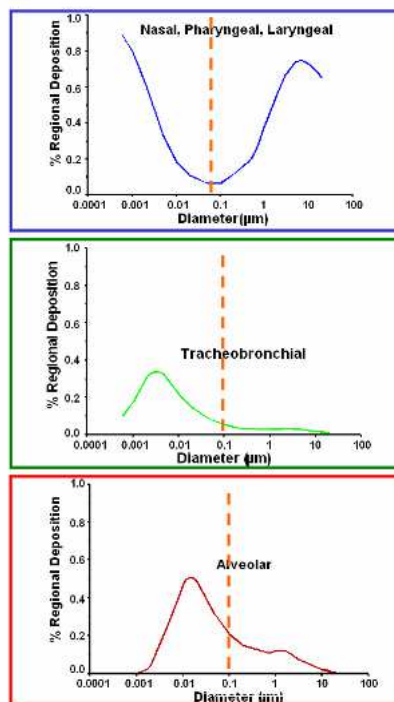 Nasal, Pharyngeal, Laryngeal
% Regional Deposition
1.0
0.8
0.6
0.4
0.2
0.0
0.0001 0.001 0.01 0.1 1 10 100
Diameter(µm)
Tracheobronchial
% Regional Deposition
1.0
0.8
0.6
0.4
0.2
0.0
0.0001 0.001 0.01 0.1 1 10 100
Diameter (µm)
Alveolar
% Regional Deposition
1.0
0.8
0.6
0.4
0.2
0.0
0.0001 0.001 0.01 0.1 1 10 100
Diameter (µm)